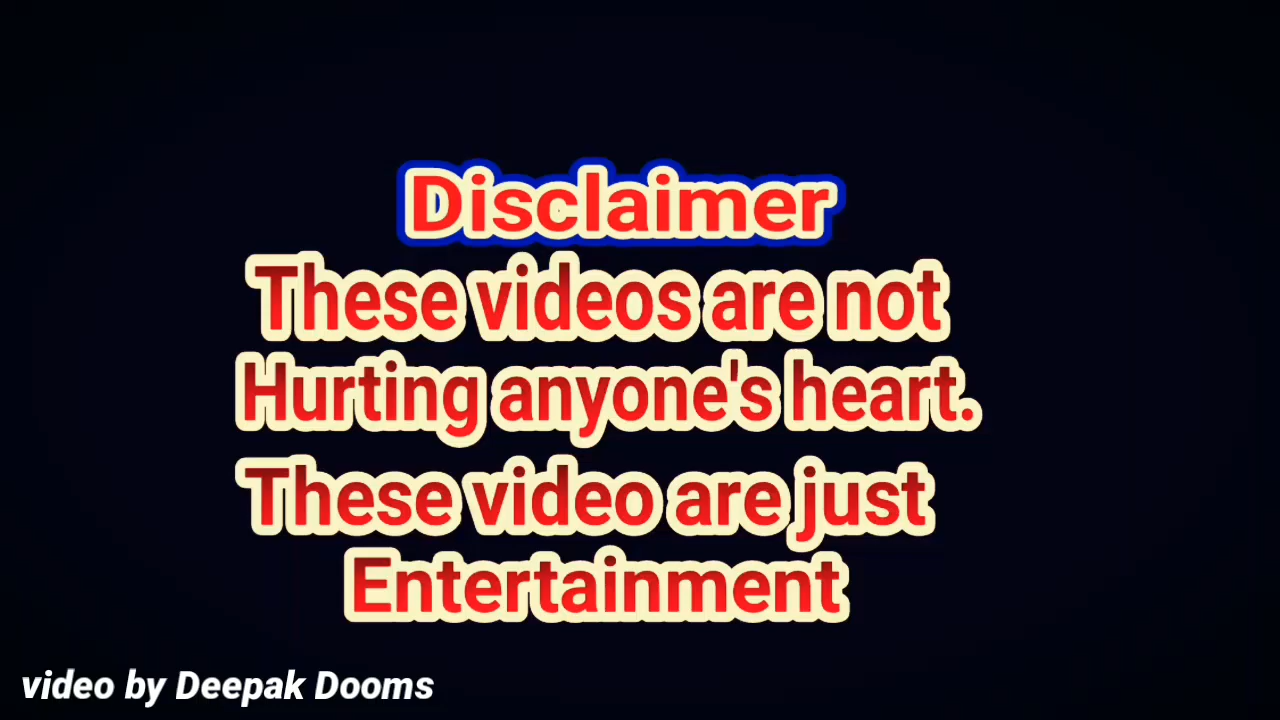 Disclaimer
These videos are not
Hurting anyone's heart.
These video are just
Entertainment
video by Deepak Dooms